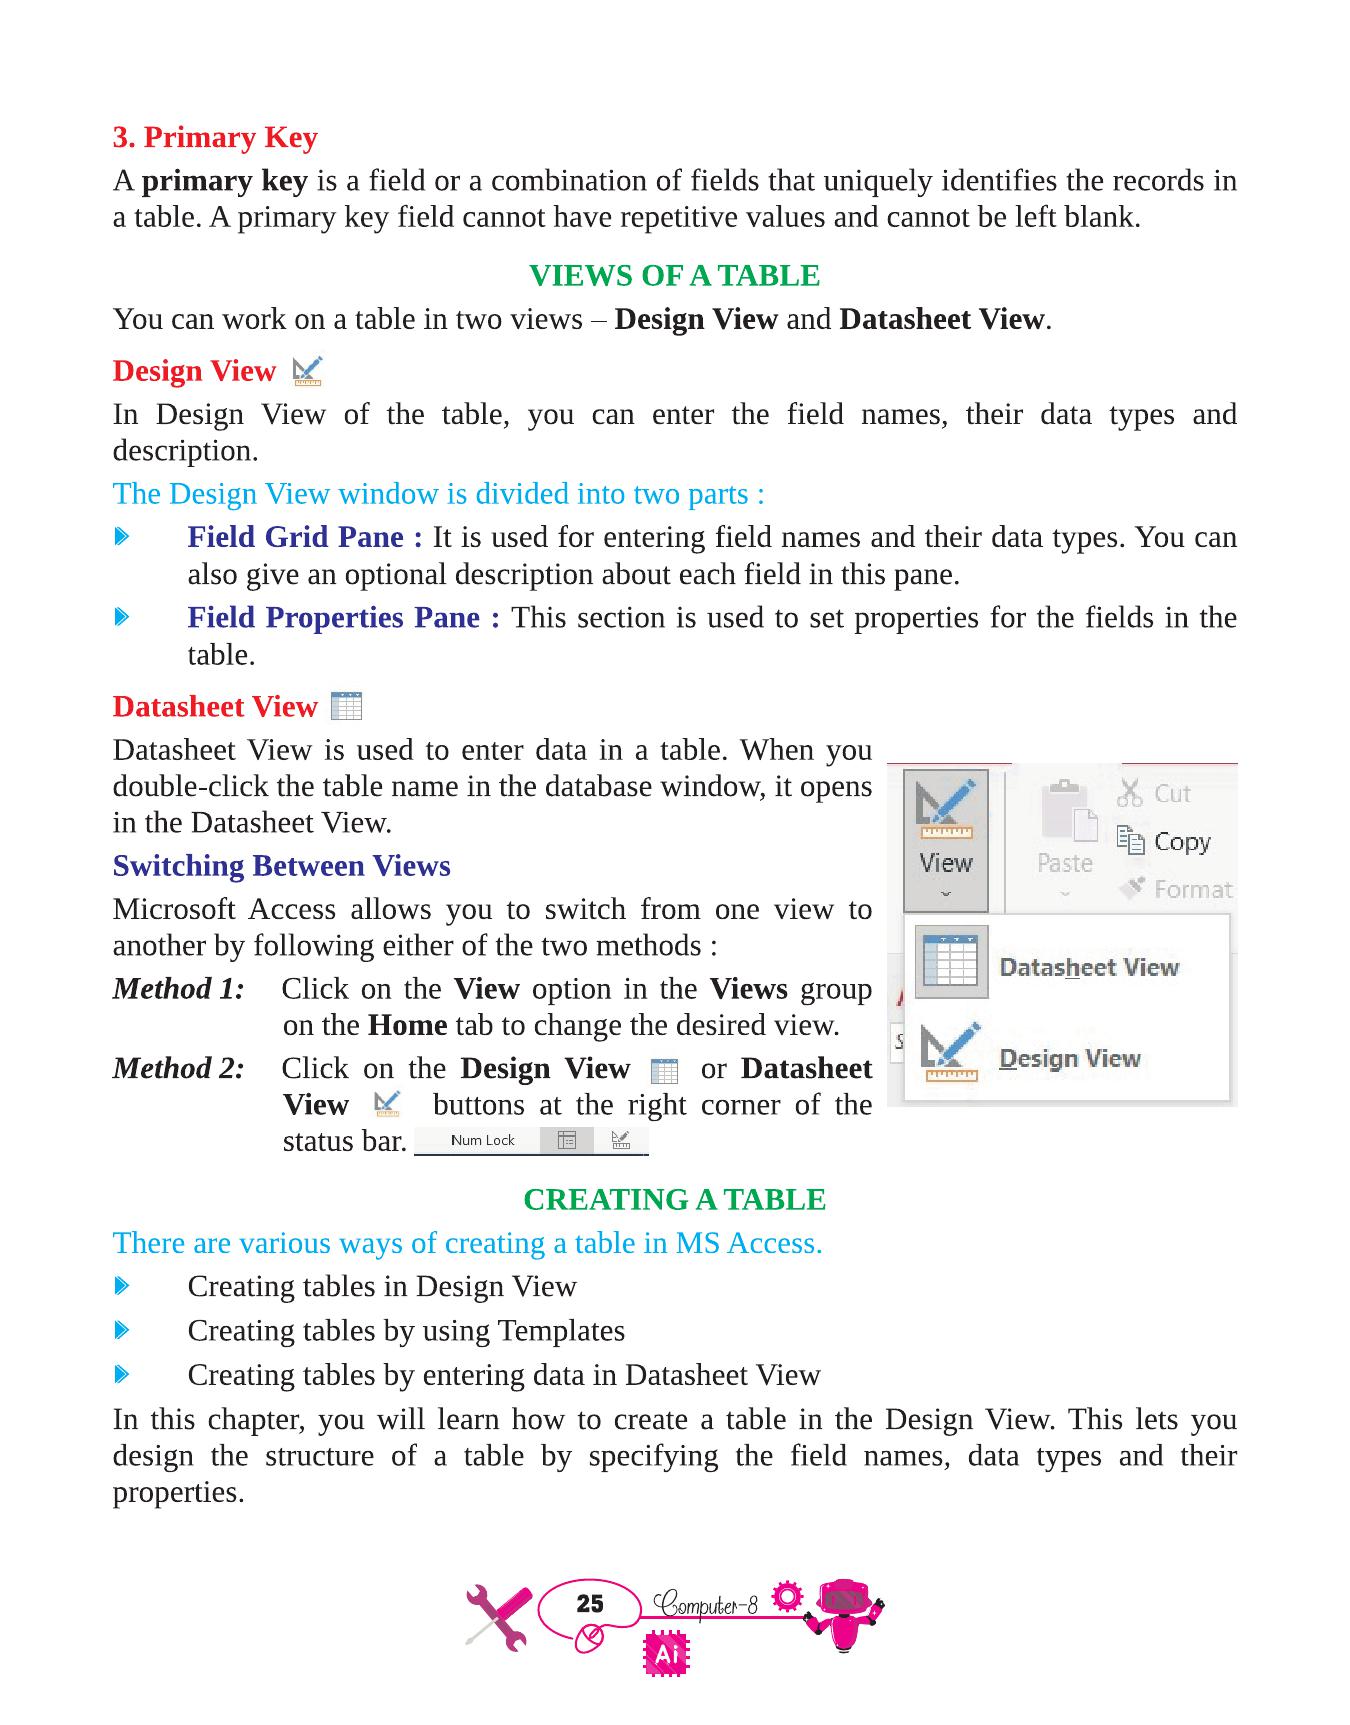 3. Primary Key
A primary key is a field or a combination of fields that uniquely identifies the records in
a table. A primary key field cannot have repetitive values and cannot be left blank.
VIEWS OF A TABLE
You can work on a table in two views – Design View and Datasheet View.
Design View
In Design View of the table, you can enter the field names, their data types and
description.
The Design View window is divided into two parts :
Field Grid Pane : It is used for entering field names and their data types. You can
also give an optional description about each field in this pane.
Field Properties Pane : This section is used to set properties for the fields in the
table.
Datasheet View
Datasheet View is used to enter data in a table. When you
double-click the table name in the database window, it opens
in the Datasheet View.
Switching Between Views
Microsoft Access allows you to switch from one view to
another by following either of the two methods :
Method 1: Click on the View option in the Views group
on the Home tab to change the desired view.
Method 2: Click on the Design View or Datasheet
View buttons at the right corner of the
status bar. Num Lock
View
Paste
Cut
Copy
Format
Datasheet View
Design View
CREATING A TABLE
There are various ways of creating a table in MS Access.
Creating tables in Design View
Creating tables by using Templates
Creating tables by entering data in Datasheet View
In this chapter, you will learn how to create a table in the Design View. This lets you
design the structure of a table by specifying the field names, data types and their
properties.
25
Computer-8
Ai